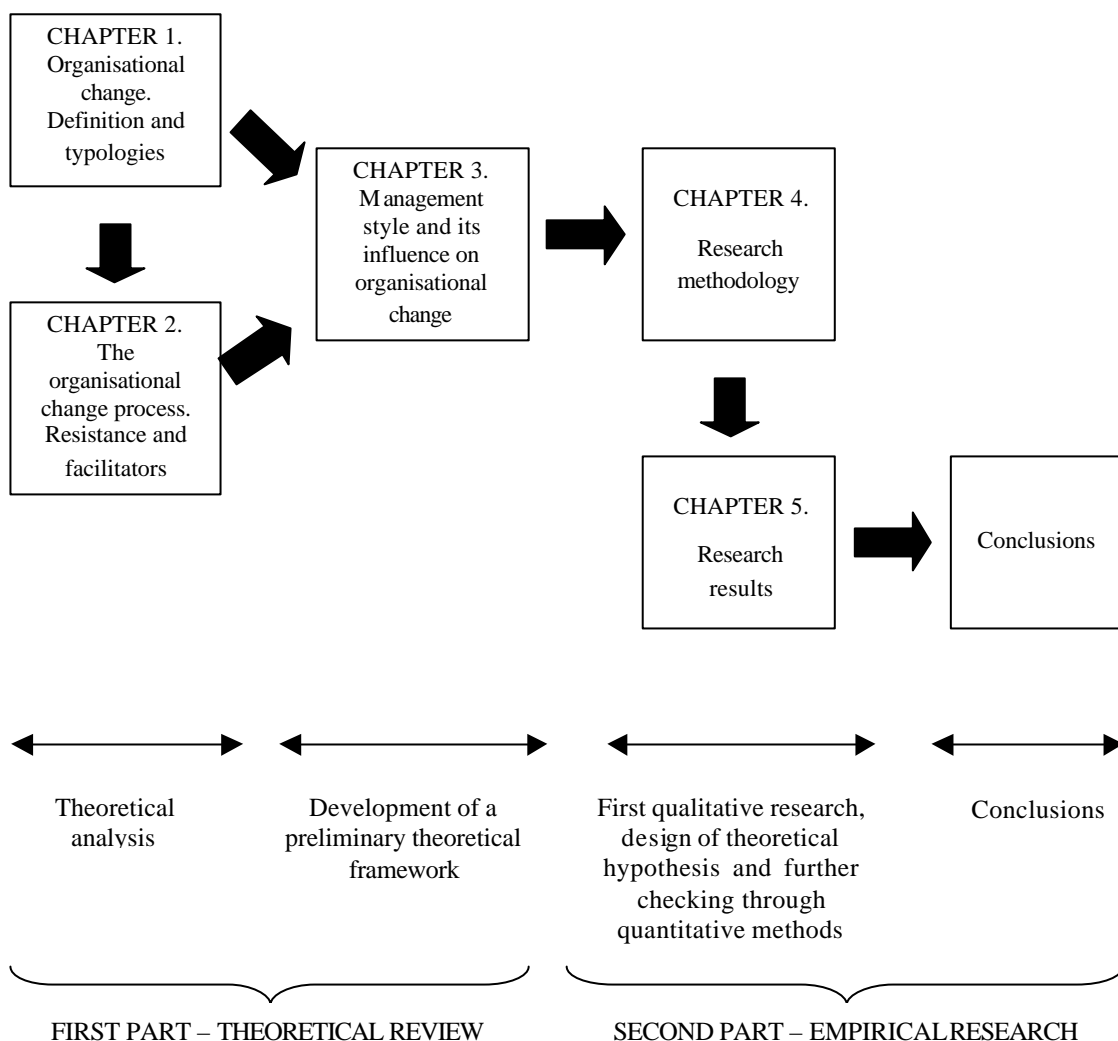 CHAPTER 1.
Organisational
change.
Definition and
typologies
CHAPTER 2.
The
organisational
change process.
Resistance and
facilitators
CHAPTER 3.
Management
style and its
influence on
organisational
change
CHAPTER 4.
Research
methodology
CHAPTER 5.
Research
results
Conclusions
Theoretical
analysis
Development of a
preliminary theoretical
framework
First qualitative research,
design of theoretical
hypothesis and further
checking through
quantitative methods
Conclusions
FIRST PART – THEORETICAL REVIEW
SECOND PART – EMPIRICAL RESEARCH